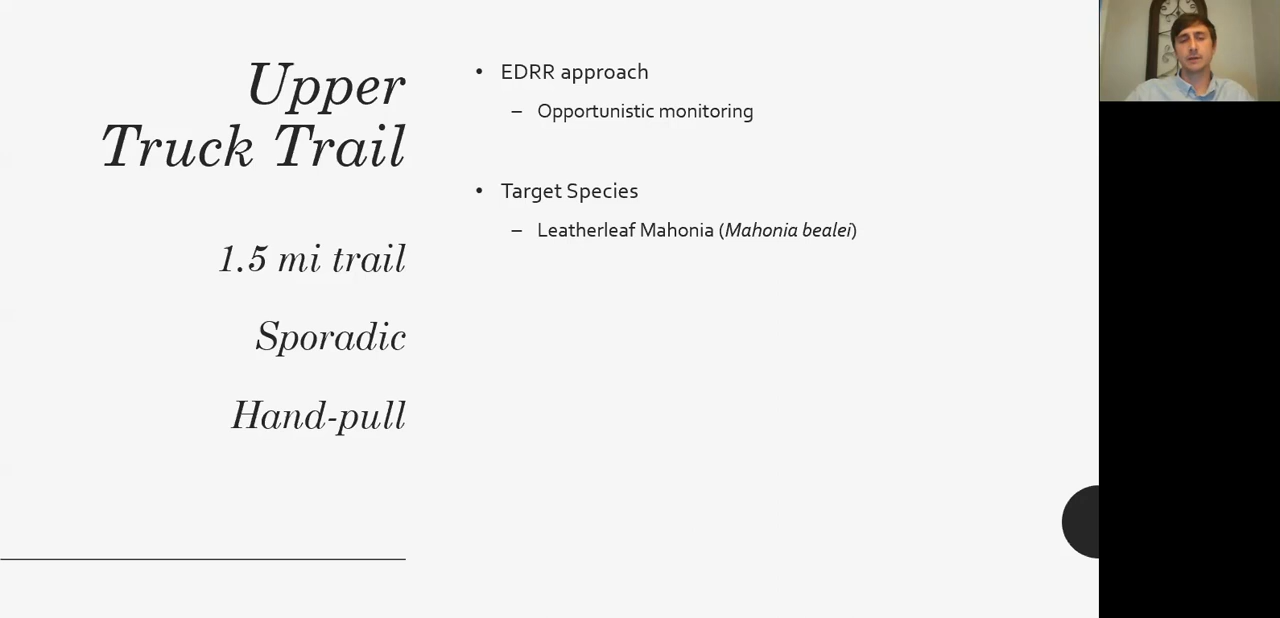 Upper
Truck Trail
1.5 mi trail
Sporadic
Hand-pull
• EDRR approach
– Opportunistic monitoring
• Target Species
– Leatherleaf Mahonia (Mahonia bealei)